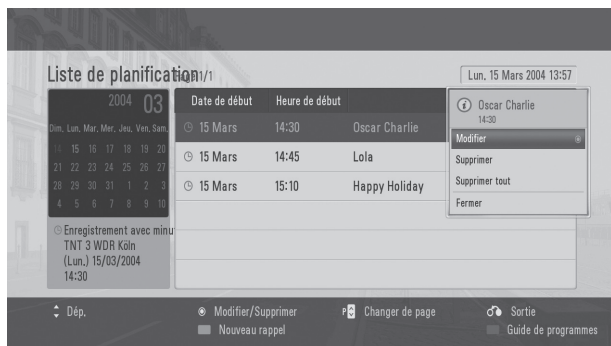 Liste de planification Page 1/1
Lun. 15 Mars 2004 13:57
2004 03
Dim. Lun. Mar. Mer. Jeu. Ven. Sam.
14 15 16 17 18 19 20
21 22 23 24 25 26 27
28 29 30 31 1 2 3
4 5 6 7 8 9 10
Enregistrement avec minu
TNT 3 WDR Köln
(Lun.) 15/03/2004
14:30
Date de début Heure de début
15 Mars 14:30 Oscar Charlie
15 Mars 14:45 Lola
15 Mars 15:10 Happy Holiday
Oscar Charlie
14:30
Modifier
Supprimer
Supprimer tout
Fermer
Dép. Modifier/Supprimer P Changer de page Sortie
Nouveau rappel Guide de programmes